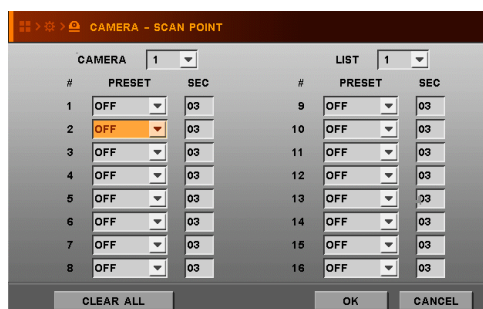 CAMERA - SCAN POINT
CAMERA 1 LIST 1
# PRESET SEC # PRESET SEC
1 OFF 03 9 OFF 03
2 OFF 03 10 OFF 03
3 OFF 03 11 OFF 03
4 OFF 03 12 OFF 03
5 OFF 03 13 OFF 03
6 OFF 03 14 OFF 03
7 OFF 03 15 OFF 03
8 OFF 03 16 OFF 03
CLEAR ALL OK CANCEL